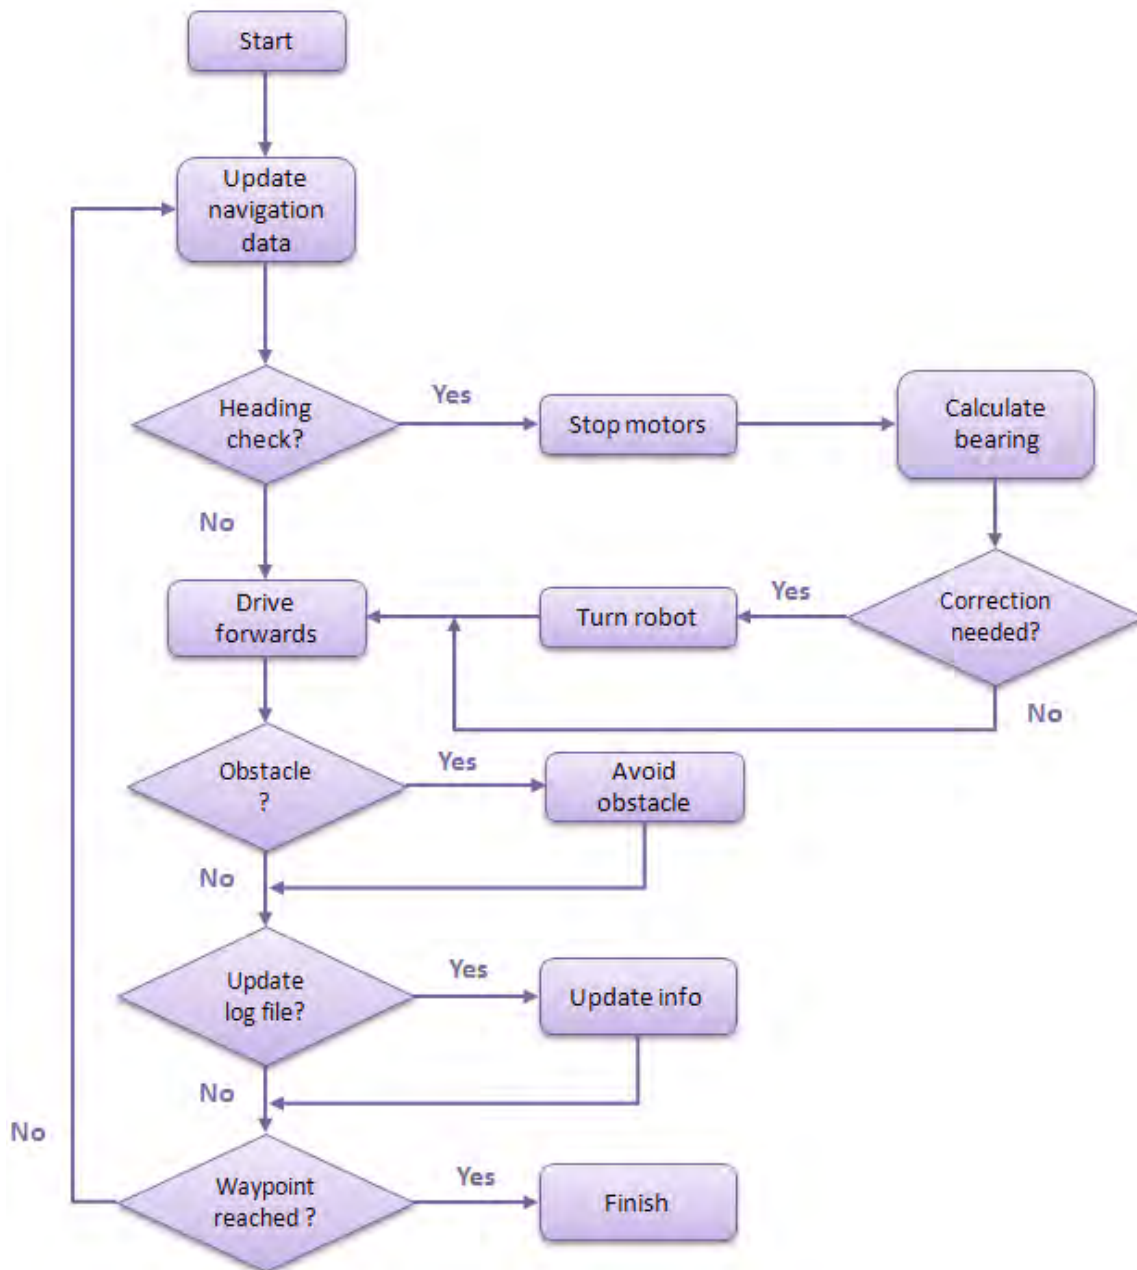 Start
Update
navigation
data
Heading
check?
Yes
Stop motors
Calculate
bearing
No
Drive
forwards
Turn robot
Yes
Correction
needed?
No
Obstacle
?
Yes
Avoid
obstacle
No
Update
log file?
Yes
Update info
No
No
Waypoint
reached ?
Yes
Finish